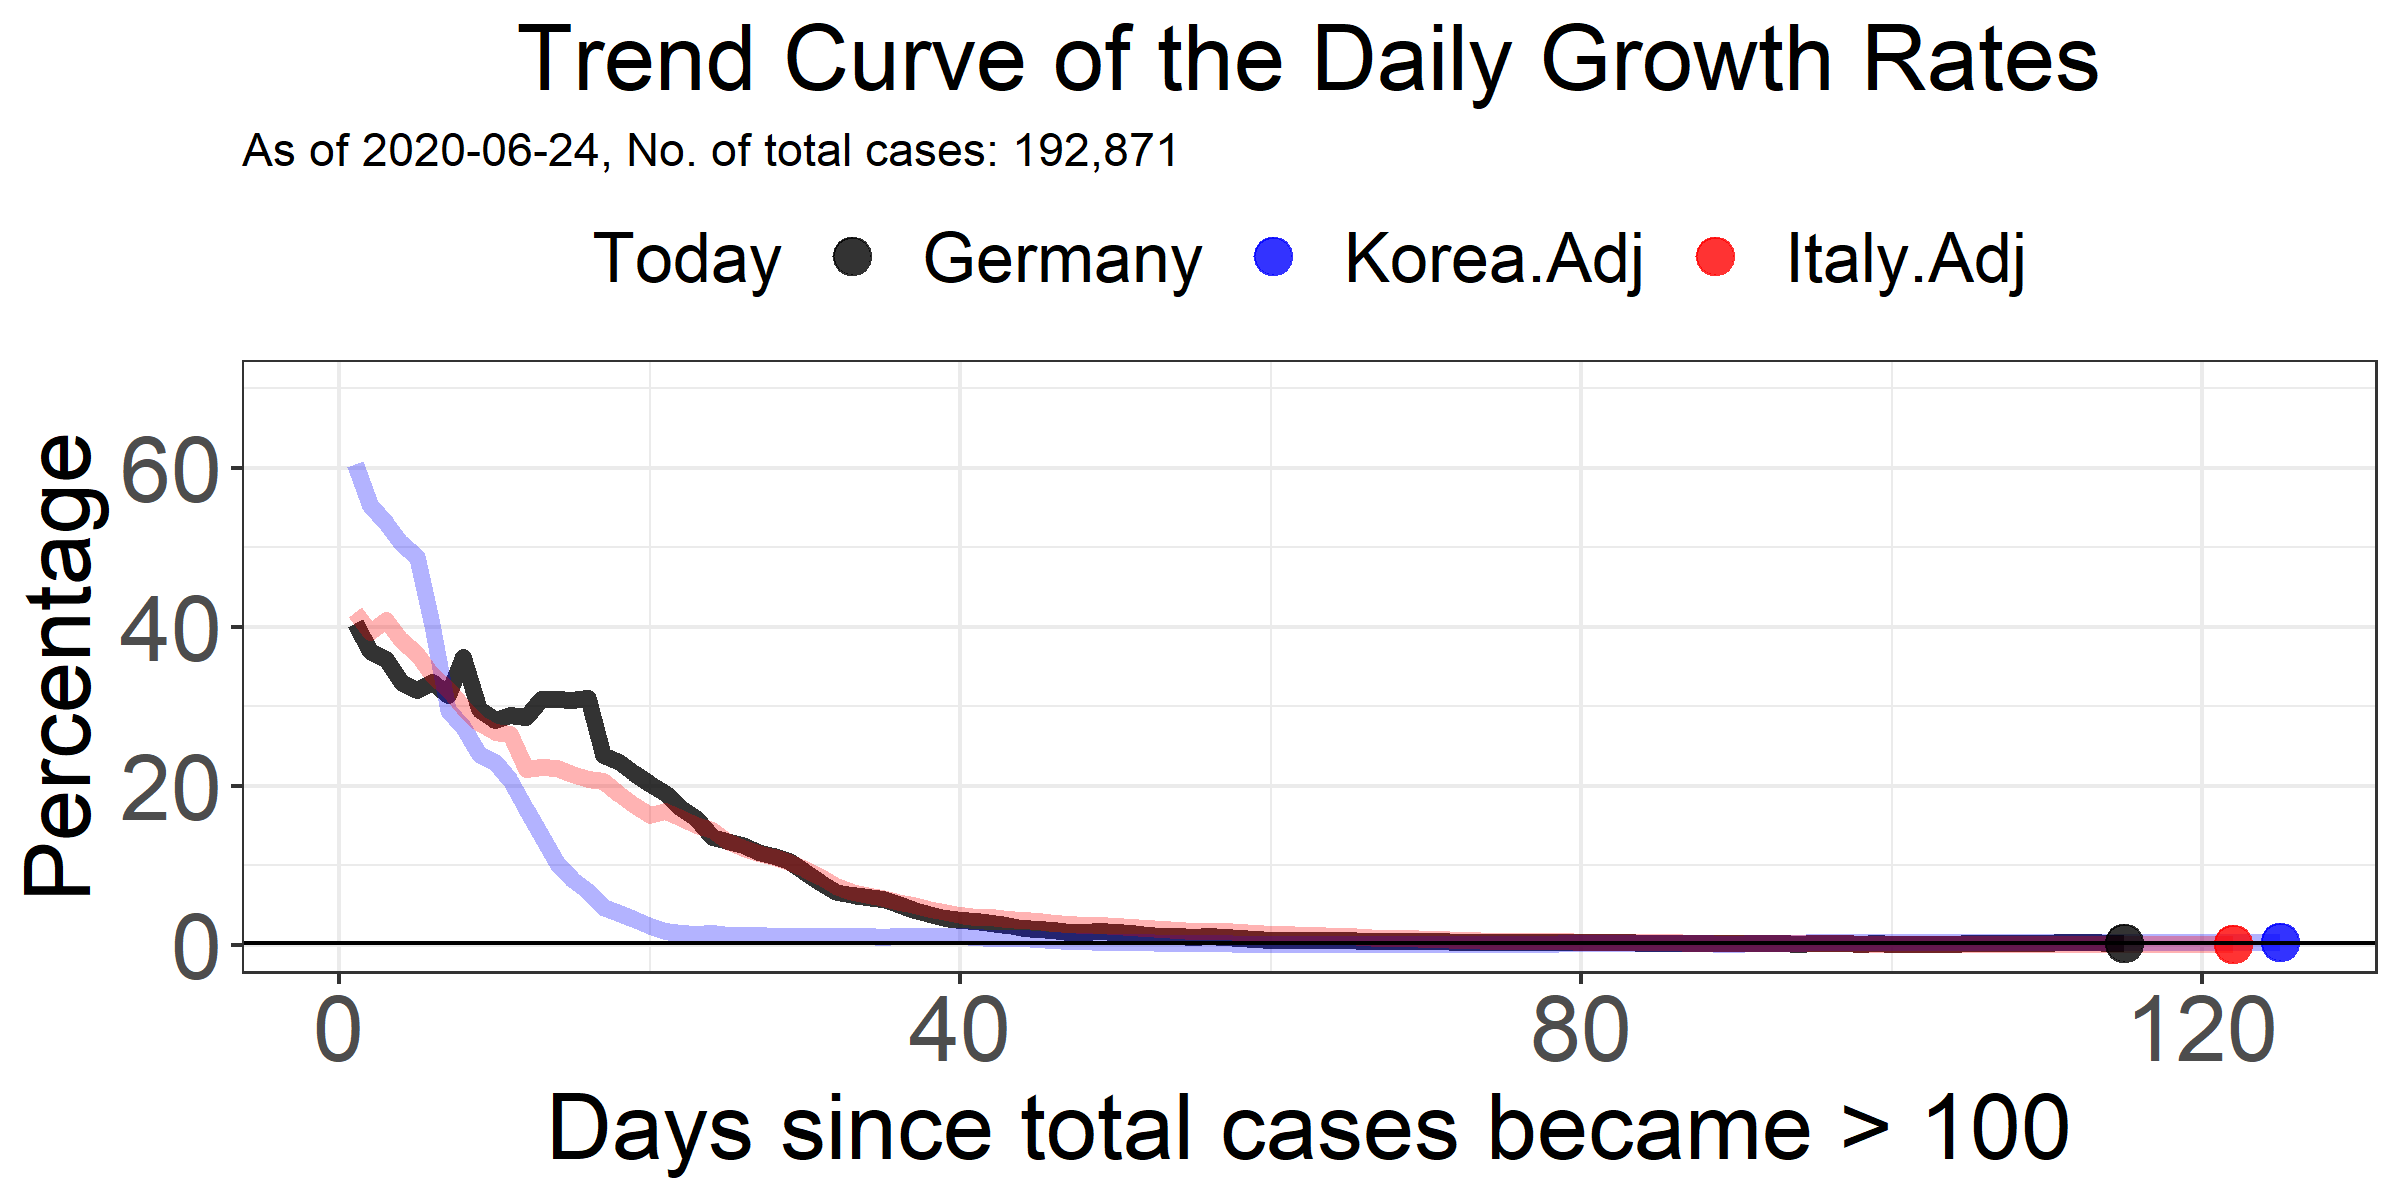 Trend Curve of the Daily Growth Rates
As of 2020-06-24, No. of total cases: 192,871
Today Germany Korea.Adj Italy.Adj
Percentage
60
40
20
0
0 40 80 120
Days since total cases became > 100